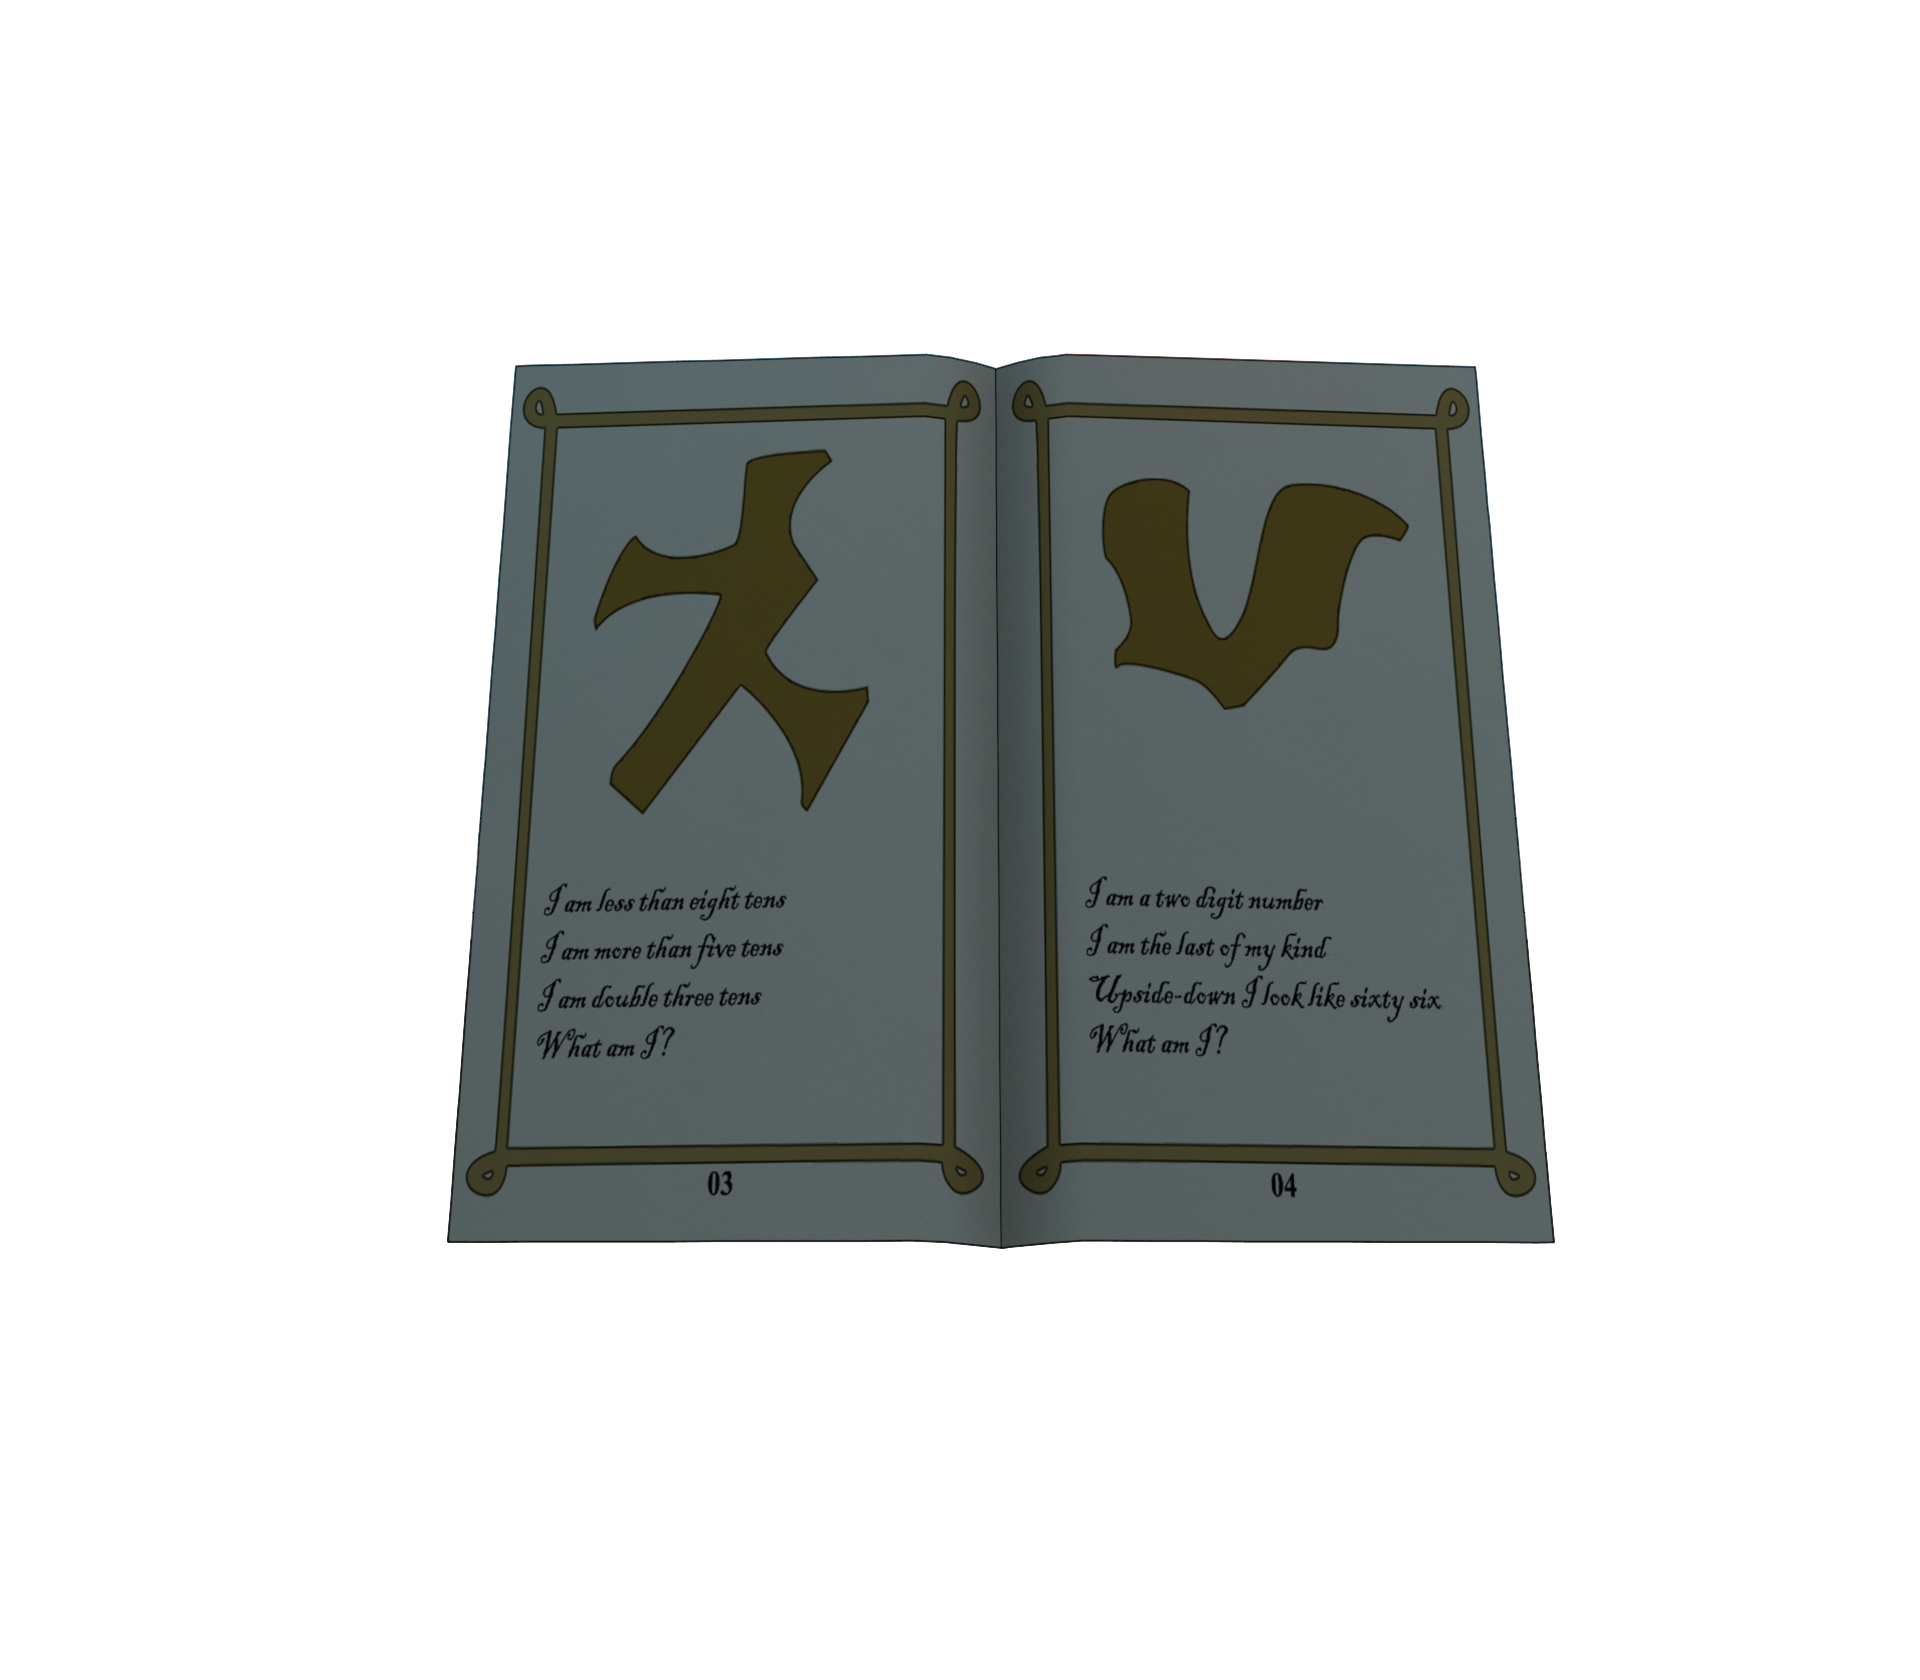 I am less than eight tens
I am more than five tens
I am double three tens
What am I?
03
I am a two digit number
I am the last of my kind
Upside-down I look like sixty six
What am I?
04